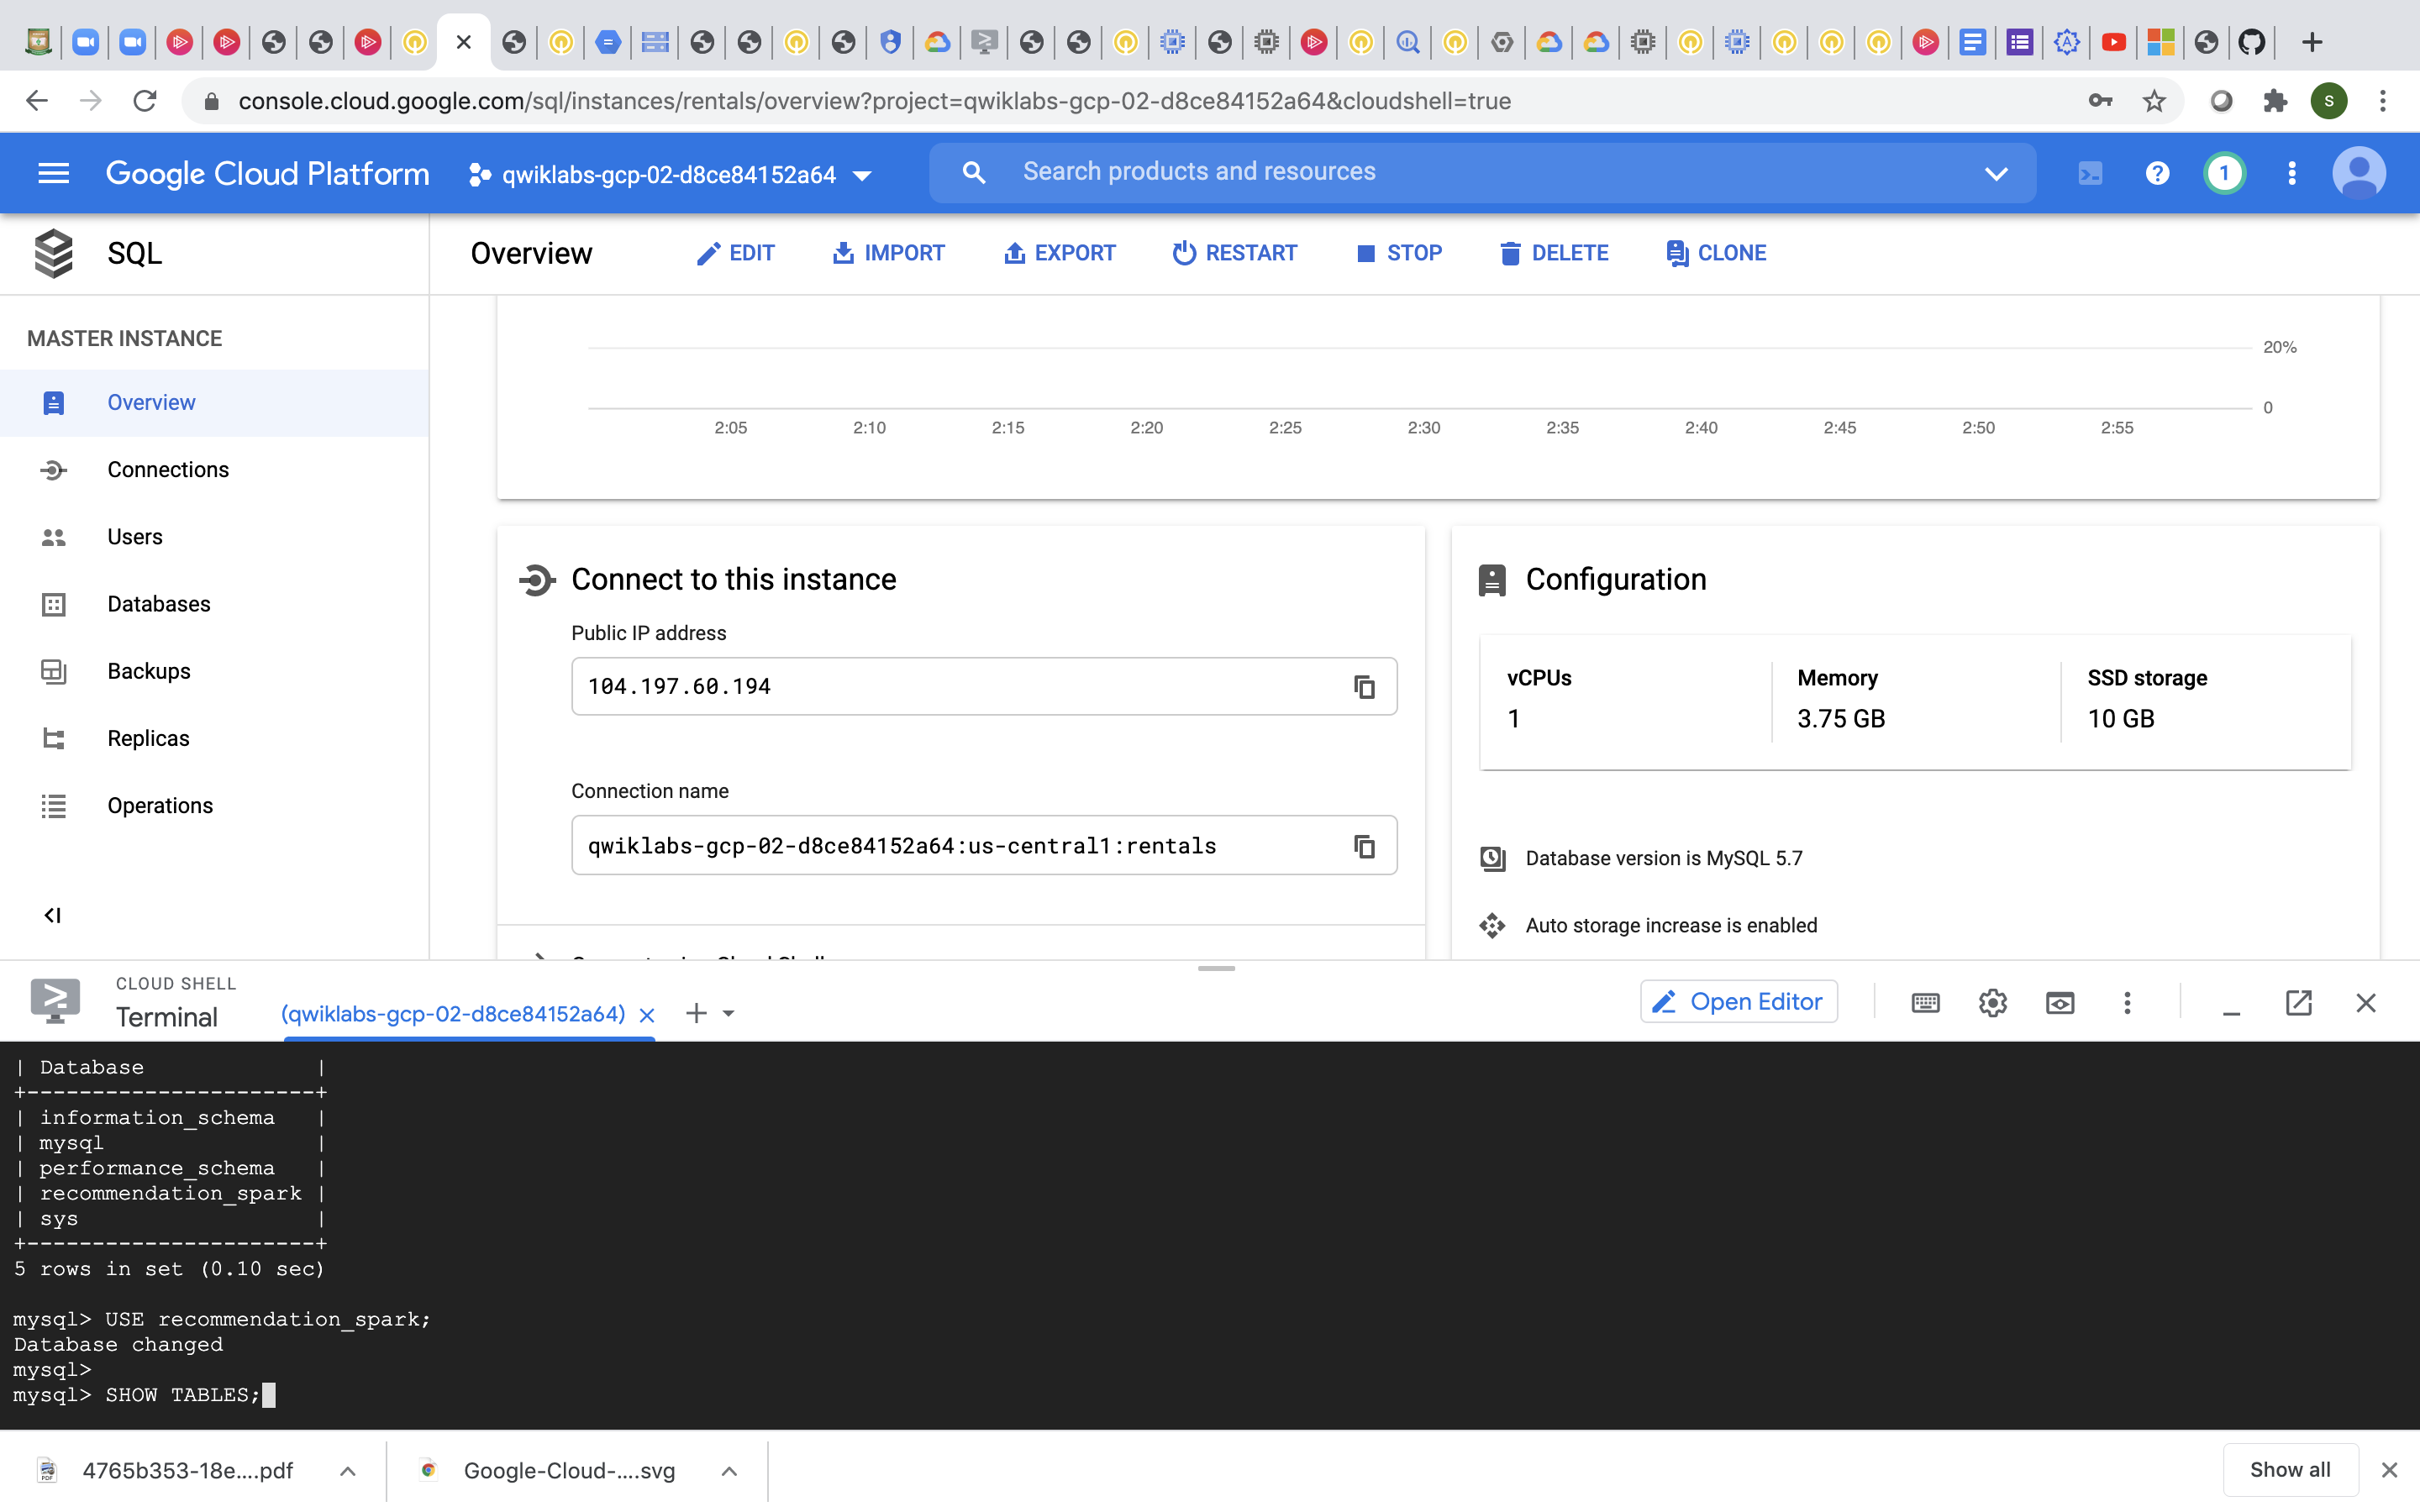 console.cloud.google.com/sql/instances/rentals/overview?project=qwiklabs-gcp-02-d8ce84152a64&cloudshell=true
S
Google Cloud Platform
qwiklabs-gcp-02-d8ce84152a64
Search products and resources
1
SQL
Overview
EDIT
IMPORT
EXPORT
RESTART
STOP
DELETE
CLONE
MASTER INSTANCE
Overview
Connections
Users
Databases
Backups
Replicas
Operations
20%
0
2:05 2:10 2:15 2:20 2:25 2:30 2:35 2:40 2:45 2:50 2:55
Connect to this instance
Public IP address
104.197.60.194
Connection name
qwiklabs-gcp-02-d8ce84152a64:us-central1:rentals
Configuration
vCPUs
1
Memory
3.75 GB
SSD storage
10 GB
Database version is MySQL 5.7
Auto storage increase is enabled
CLOUD SHELL
Terminal
(qwiklabs-gcp-02-d8ce84152a64)
Open Editor
| Database             |
+----------------------+
| information_schema   |
| mysql                |
| performance_schema   |
| recommendation_spark |
| sys                  |
+----------------------+
5 rows in set (0.10 sec)
mysql> USE recommendation_spark;
Database changed
mysql>
mysql> SHOW TABLES;
4765b353-18e....pdf
Google-Cloud-....svg
Show all